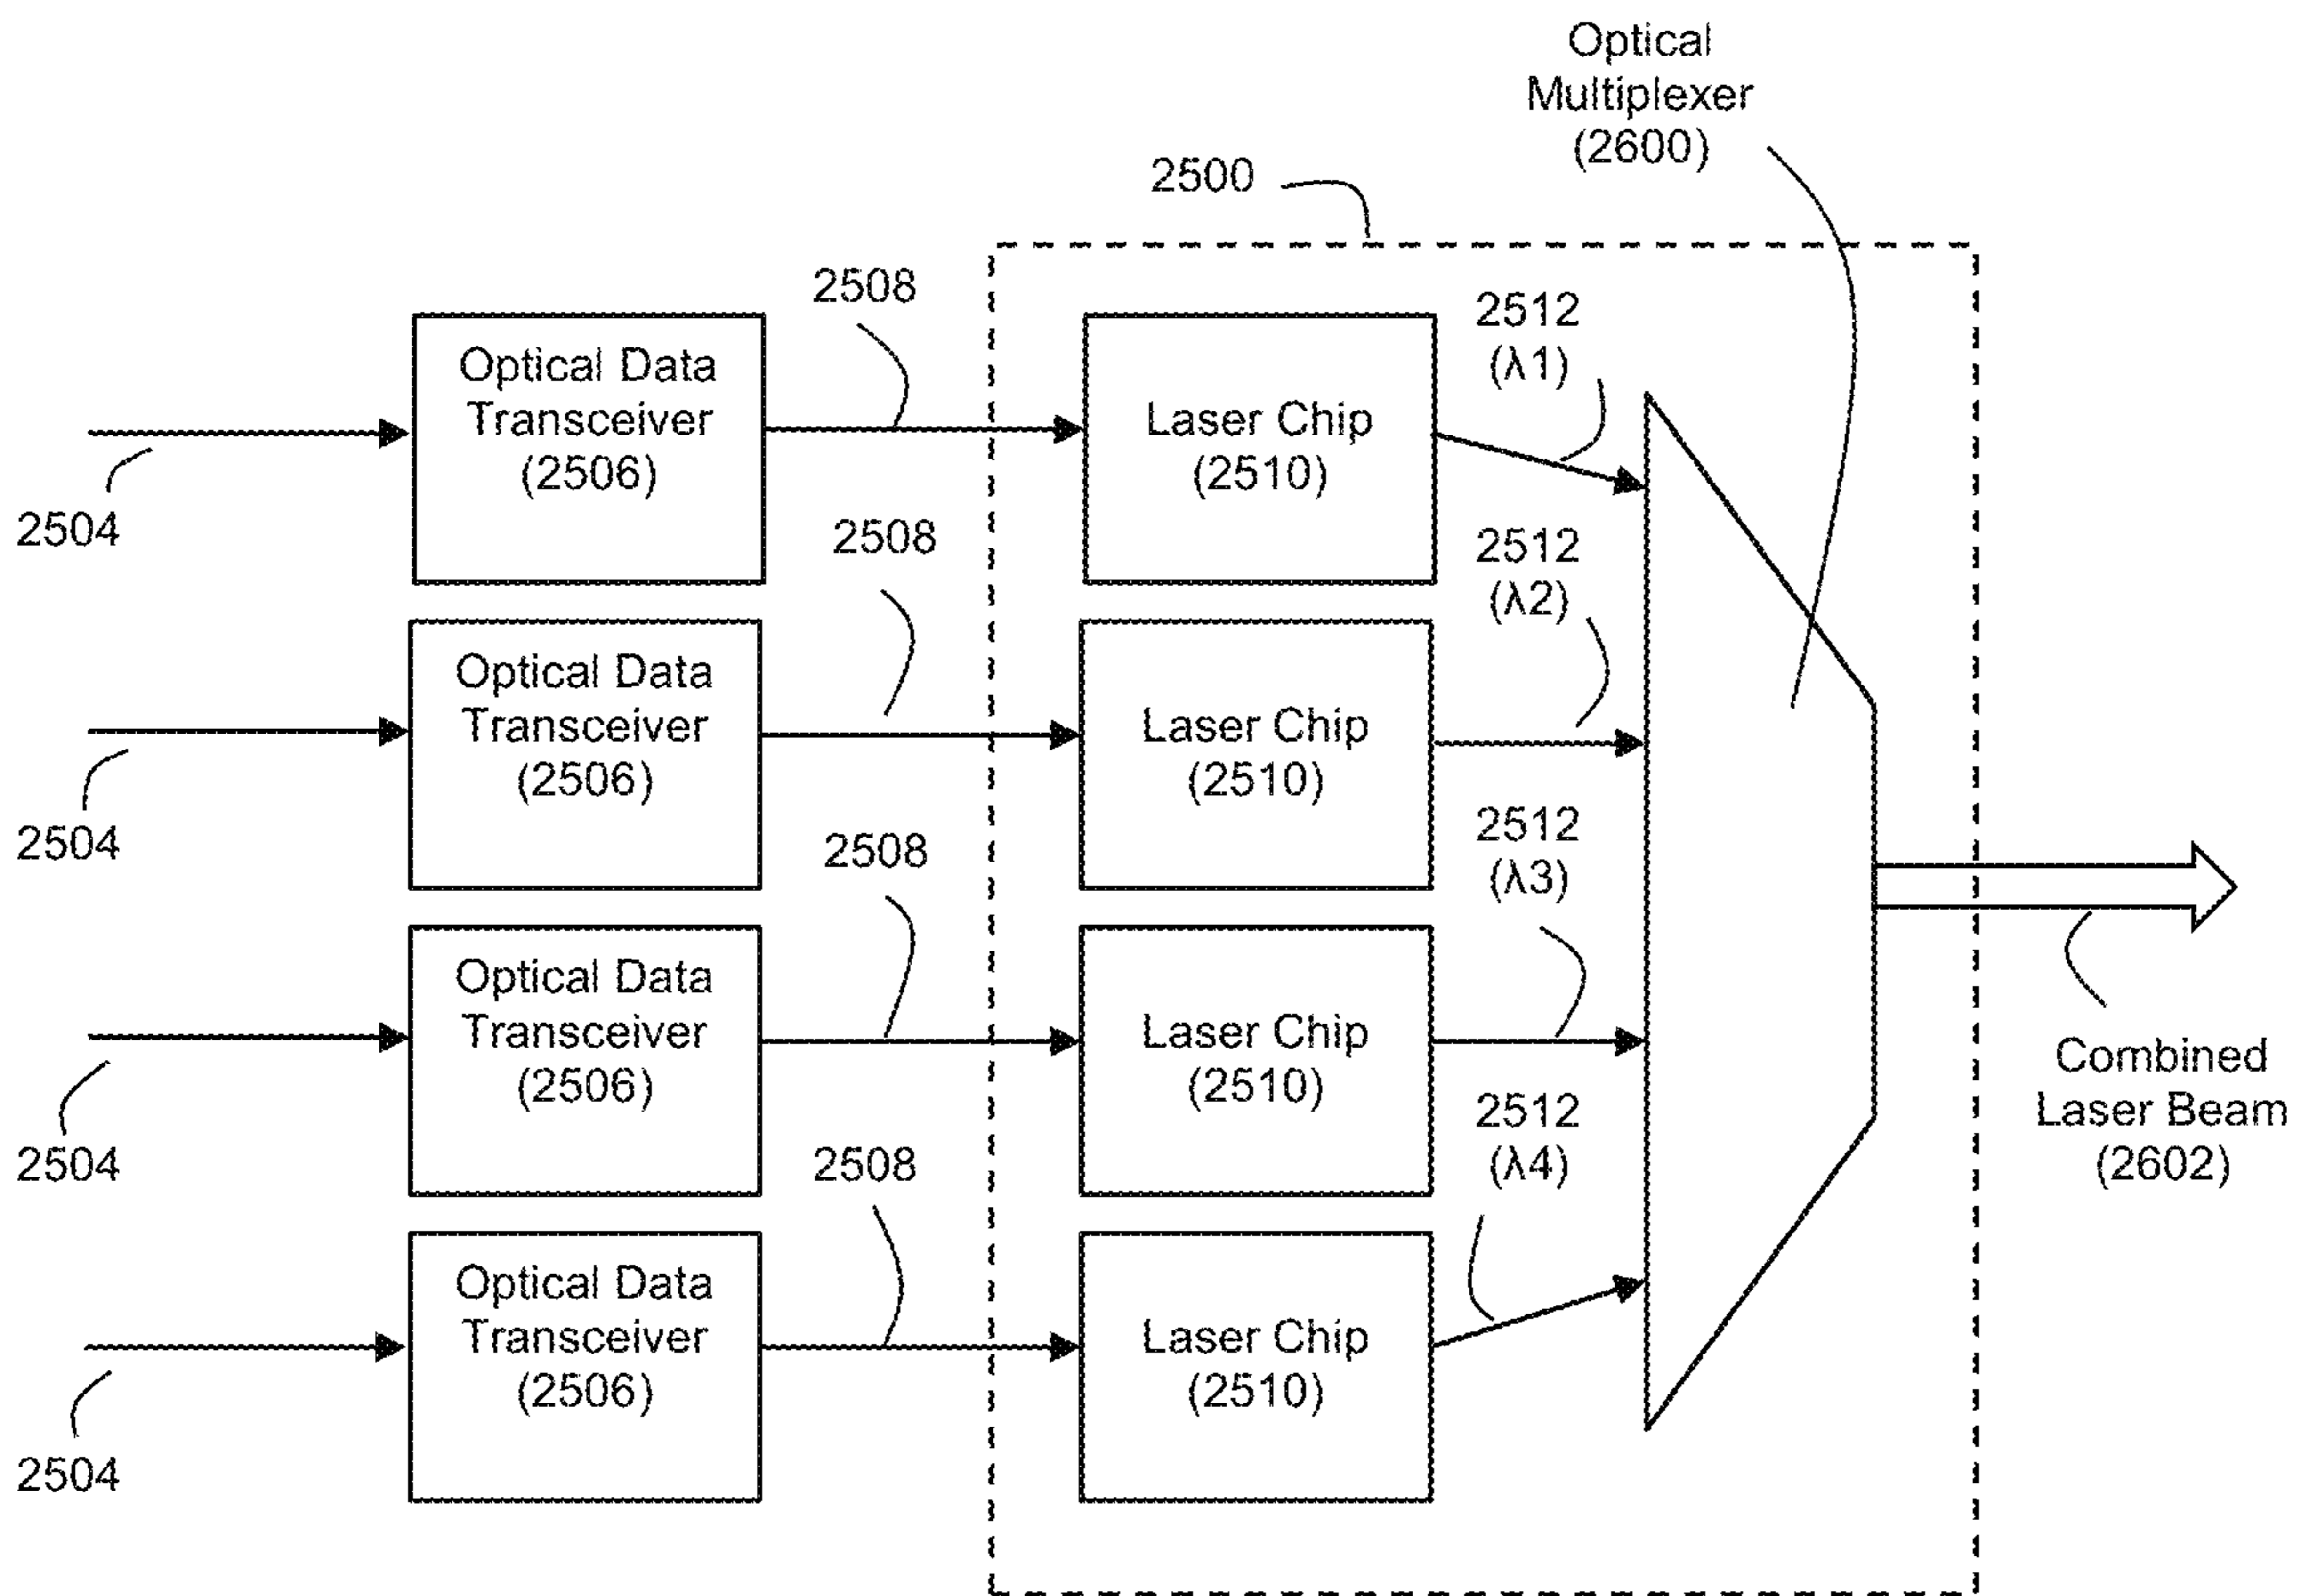 Optical
Multiplexer
(2600)
2500
2508
2512
(λ1)
Optical Data
Transceiver
(2506)
Laser Chip
(2510)
2504
2508
2512
(λ2)
Optical Data
Transceiver
(2506)
Laser Chip
(2510)
2504
2508
2512
(λ3)
Optical Data
Transceiver
(2506)
Laser Chip
(2510)
2504
2508
2512
(λ4)
Combined
Laser Beam
(2602)
Optical Data
Transceiver
(2506)
Laser Chip
(2510)
2504